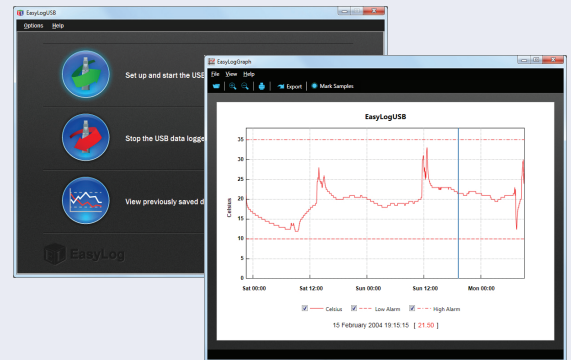 EasyLogUSB
Options Help
Set up and start the USB
Stop the USB data logge
View previously saved d
EasyLog
EasyLogGraph
File View Help
Export Mark Samples
EasyLogUSB
35
30
25
20
15
10
5
0
Celsius
Sat 00:00 Sat 12:00 Sun 00:00 Sun 12:00 Mon 00:00
Celsius Low Alarm High Alarm
15 February 2004 19:15:15 [ 21.50 ]